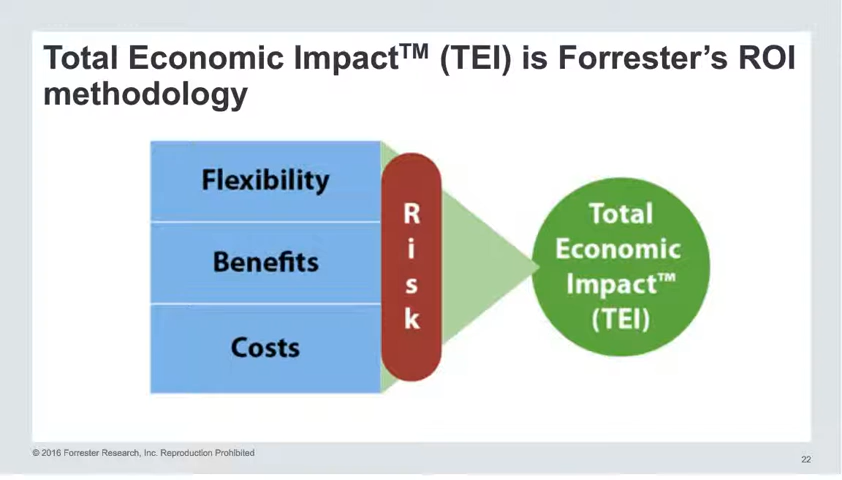 Total Economic Impact™ (TEI) is Forrester’s ROI
methodology
Flexibility
Benefits
Costs
R
i
s
k
Total
Economic
Impact™
(TEI)
© 2016 Forrester Research, Inc. Reproduction Prohibited
22